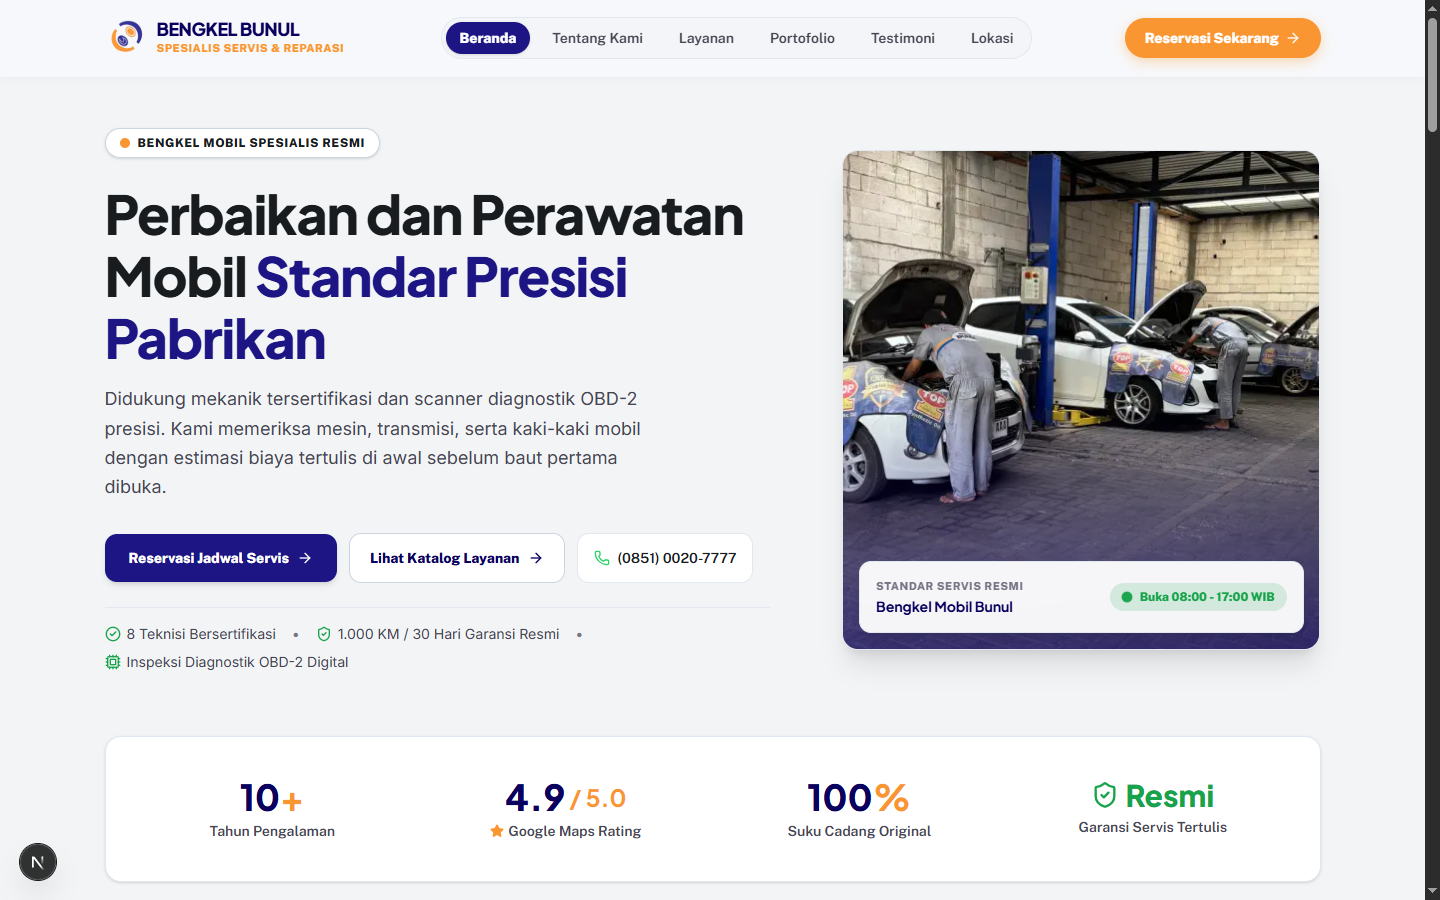 BENGKEL BUNUL
SPESIALIS SERVIS & REPARASI
Beranda
Tentang Kami
Layanan
Portofolio
Testimoni
Lokasi
Reservasi Sekarang
BENGKEL MOBIL SPESIALIS RESMI
Perbaikan dan Perawatan
Mobil Standar Presisi
Pabrikan
Didukung mekanik tersertifikasi dan scanner diagnostik OBD-2
presisi. Kami memeriksa mesin, transmisi, serta kaki-kaki mobil
dengan estimasi biaya tertulis di awal sebelum baut pertama
dibuka.
Reservasi Jadwal Servis
Lihat Katalog Layanan
(0851) 0020-7777
8 Teknisi Bersertifikasi • 1.000 KM / 30 Hari Garansi Resmi •
Inspeksi Diagnostik OBD-2 Digital
TOP
TOP
TOP
TOP
STANDAR SERVIS RESMI
Bengkel Mobil Bunul
Buka 08:00 - 17:00 WIB
10+
Tahun Pengalaman
4.9 / 5.0
Google Maps Rating
100%
Suku Cadang Original
Resmi
Garansi Servis Tertulis
N